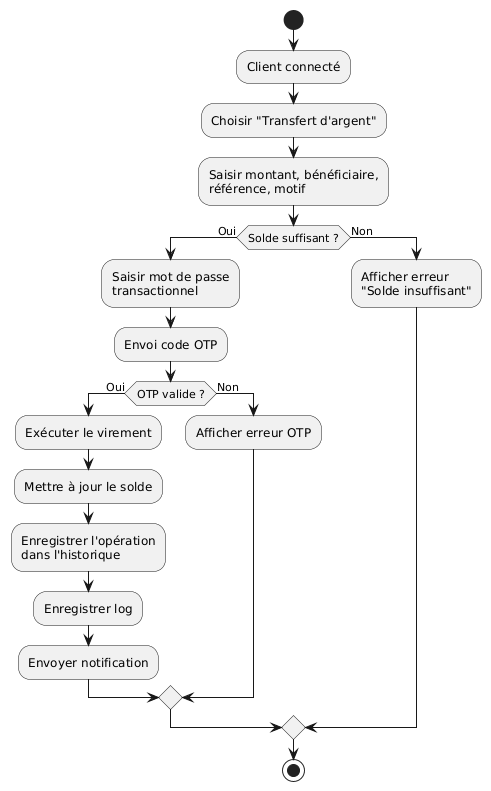 Client connecté
Choisir "Transfert d'argent"
Saisir montant, bénéficiaire,
référence, motif
Oui
Solde suffisant ?
Non
Saisir mot de passe
transactionnel
Afficher erreur
"Solde insuffisant"
Envoi code OTP
Oui
OTP valide ?
Non
Exécuter le virement
Afficher erreur OTP
Mettre à jour le solde
Enregistrer l'opération
dans l'historique
Enregistrer log
Envoyer notification